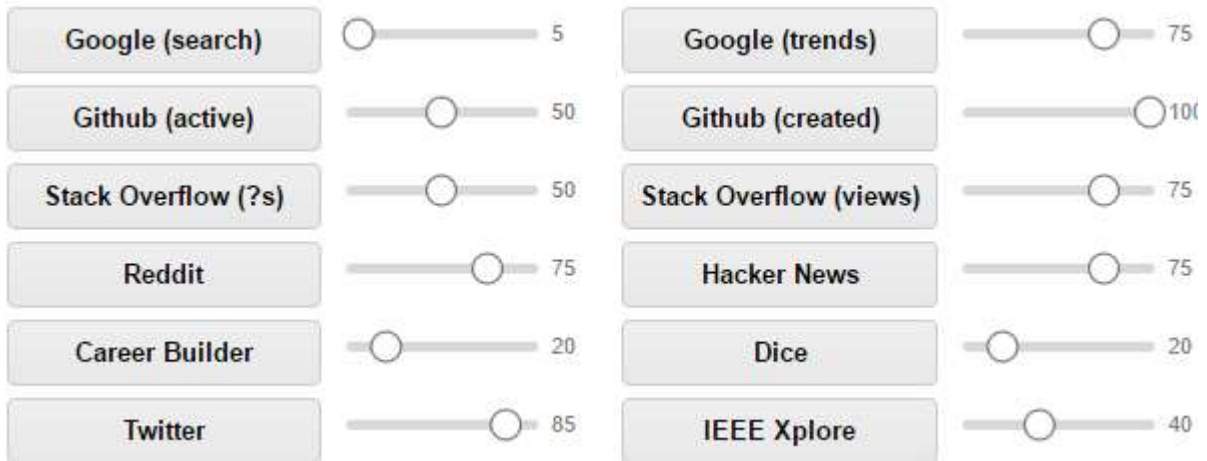 Google (search) 5 Google (trends) 75
Github (active) 50 Github (created) 100
Stack Overflow (?s) 50 Stack Overflow (views) 75
Reddit 75 Hacker News 75
Career Builder 20 Dice 20
Twitter 85 IEEE Xplore 40